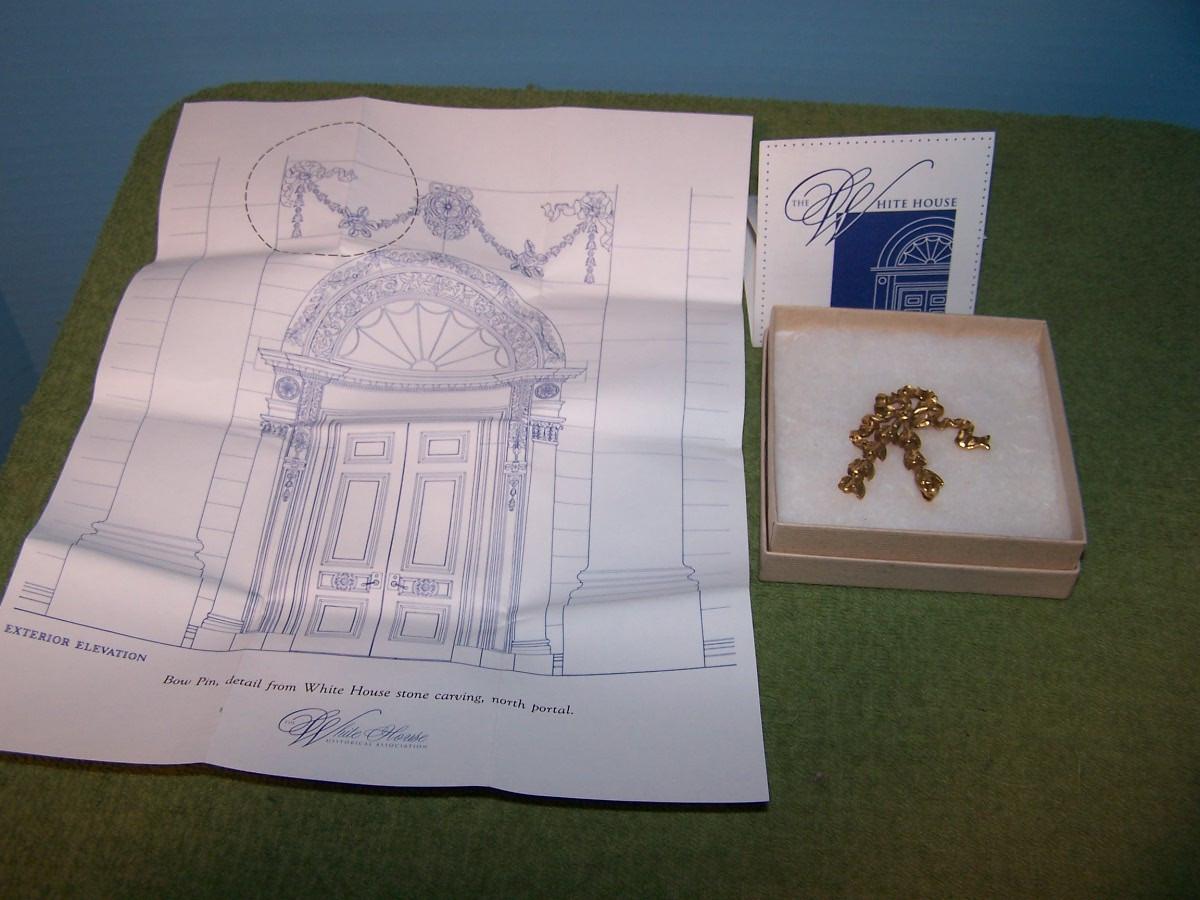 EXTERIOR ELEVATION
Bow Pin, detail from White House stone carving, north portal.
THE White House
HISTORICAL ASSOCIATION
THE WHITE HOUSE